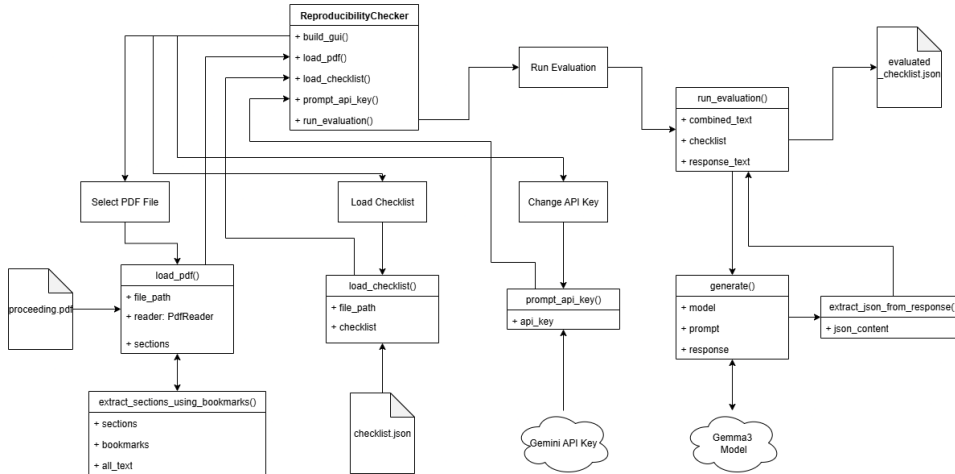 ReproducibilityChecker
+ build_gui()
+ load_pdf()
+ load_checklist()
+ prompt_api_key()
+ run_evaluation()
Run Evaluation
evaluated
_checklist.json
run_evaluation()
+ combined_text
+ checklist
+ response_text
Select PDF File
Load Checklist
Change API Key
proceeding.pdf
load_pdf()
+ file_path
+ reader: PdfReader
+ sections
load_checklist()
+ file_path
+ checklist
prompt_api_key()
+ api_key
generate()
+ model
+ prompt
+ response
extract_json_from_response()
+ json_content
extract_sections_using_bookmarks()
+ sections
+ bookmarks
+ all_text
checklist.json
Gemini API Key
Gemma3
Model